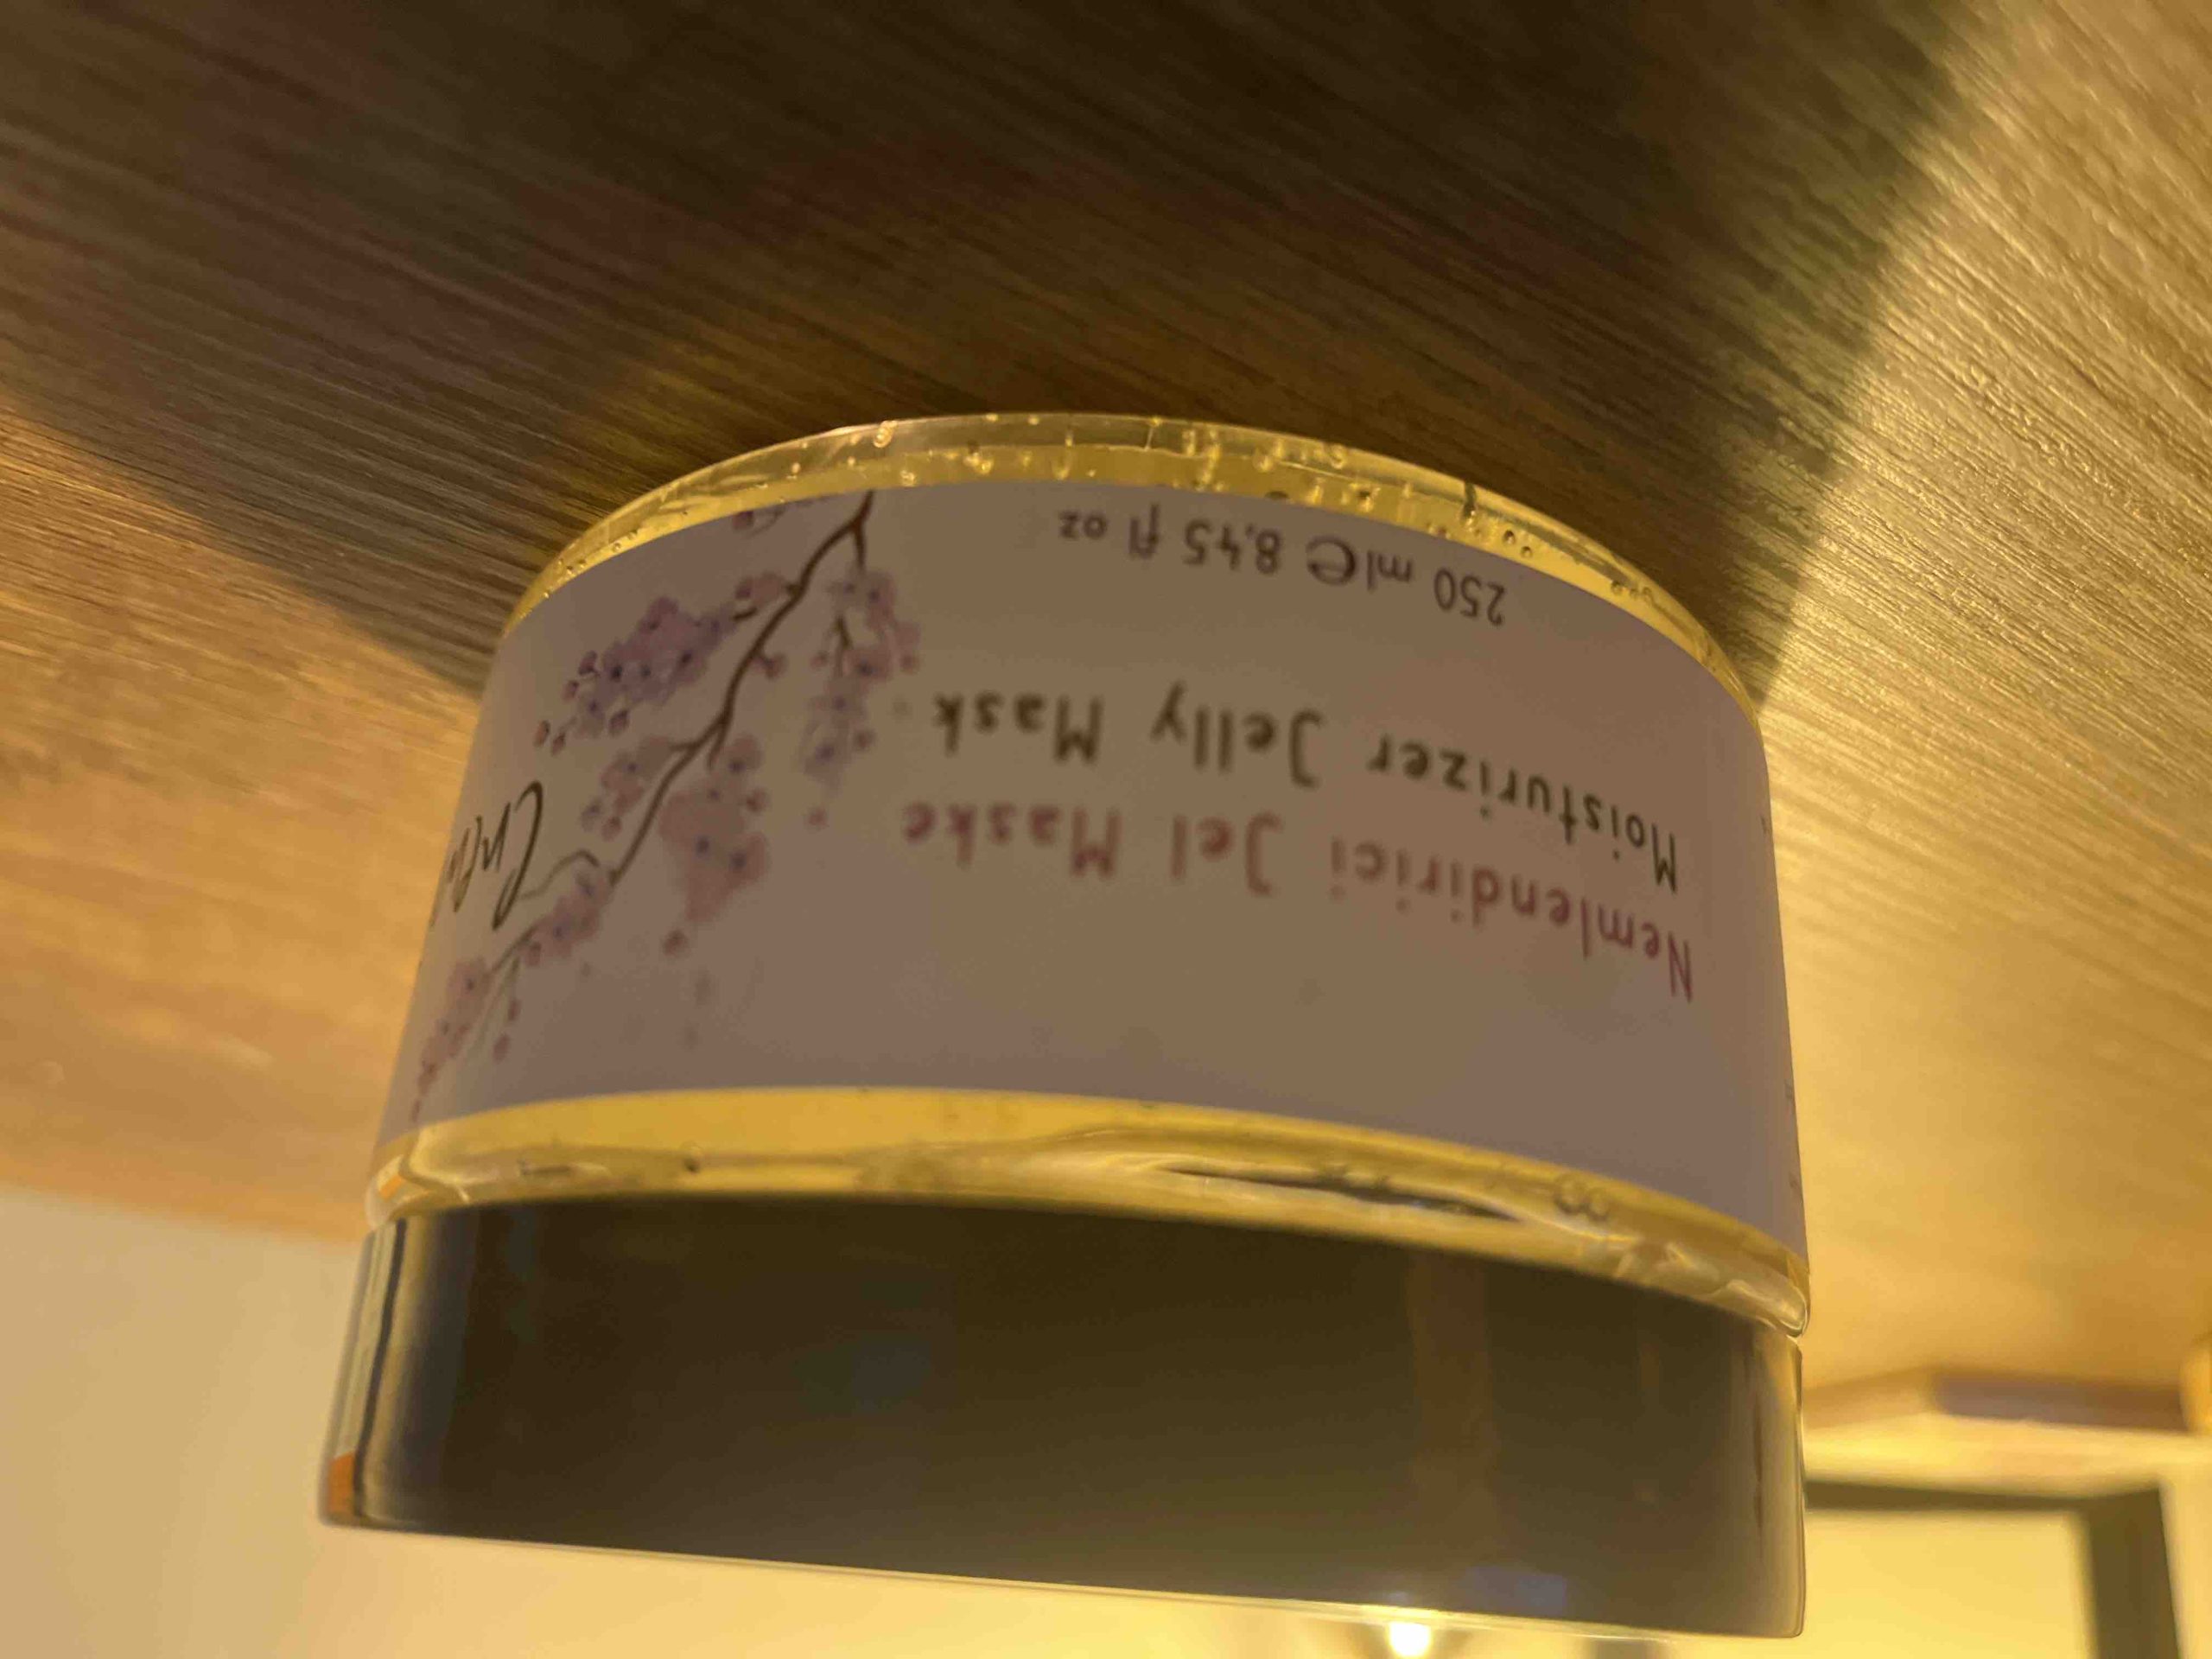 Nemlendirici Jel Maske
Moisturizer Jelly Mask
250 ml℮ 8,45 fl oz